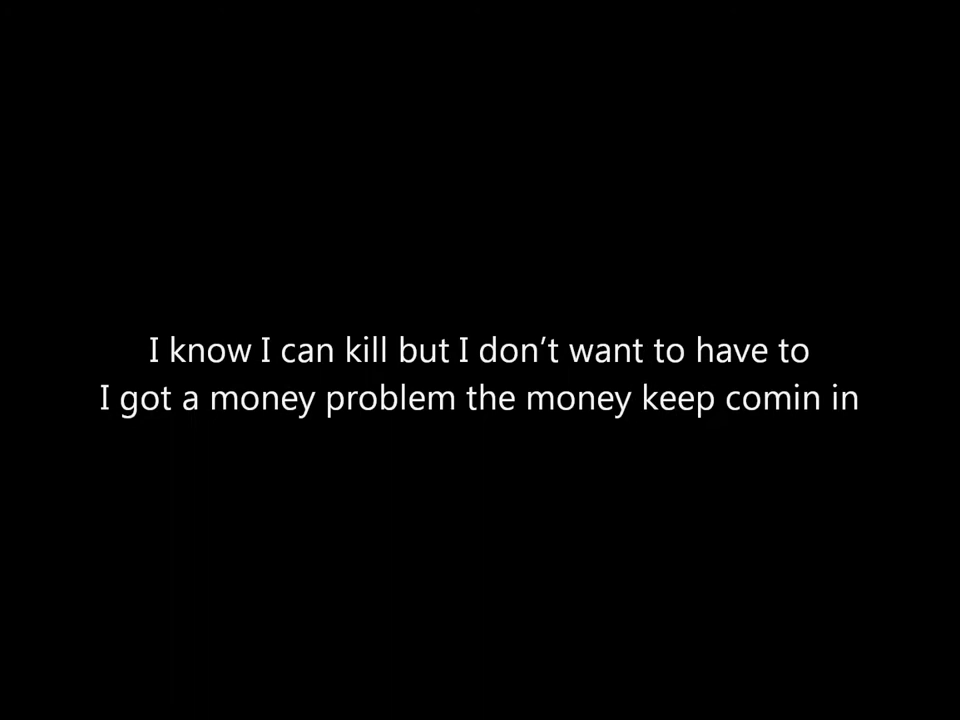 I know I can kill but I don’t want to have to
I got a money problem the money keep comin in